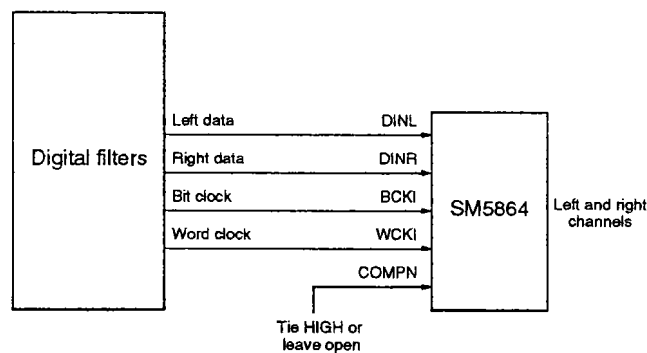 Left data DINL
Digital filters
Right data DINR
Bit clock BCKI
SM5864
Left and right
channels
Word clock WCKI
COMPN
Tie HIGH or
leave open